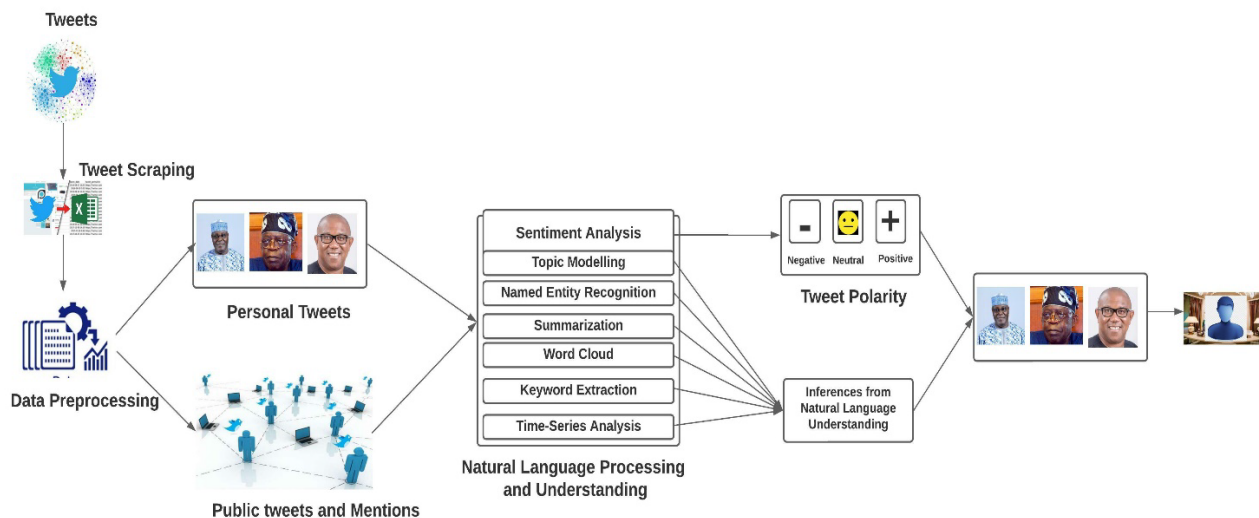 Tweets
Tweet Scraping
X
Data Preprocessing
Personal Tweets
Public tweets and Mentions
Sentiment Analysis
Topic Modelling
Named Entity Recognition
Summarization
Word Cloud
Keyword Extraction
Time-Series Analysis
Natural Language Processing
and Understanding
-
+
Negative
Neutral
Positive
Tweet Polarity
Inferences from
Natural Language
Understanding